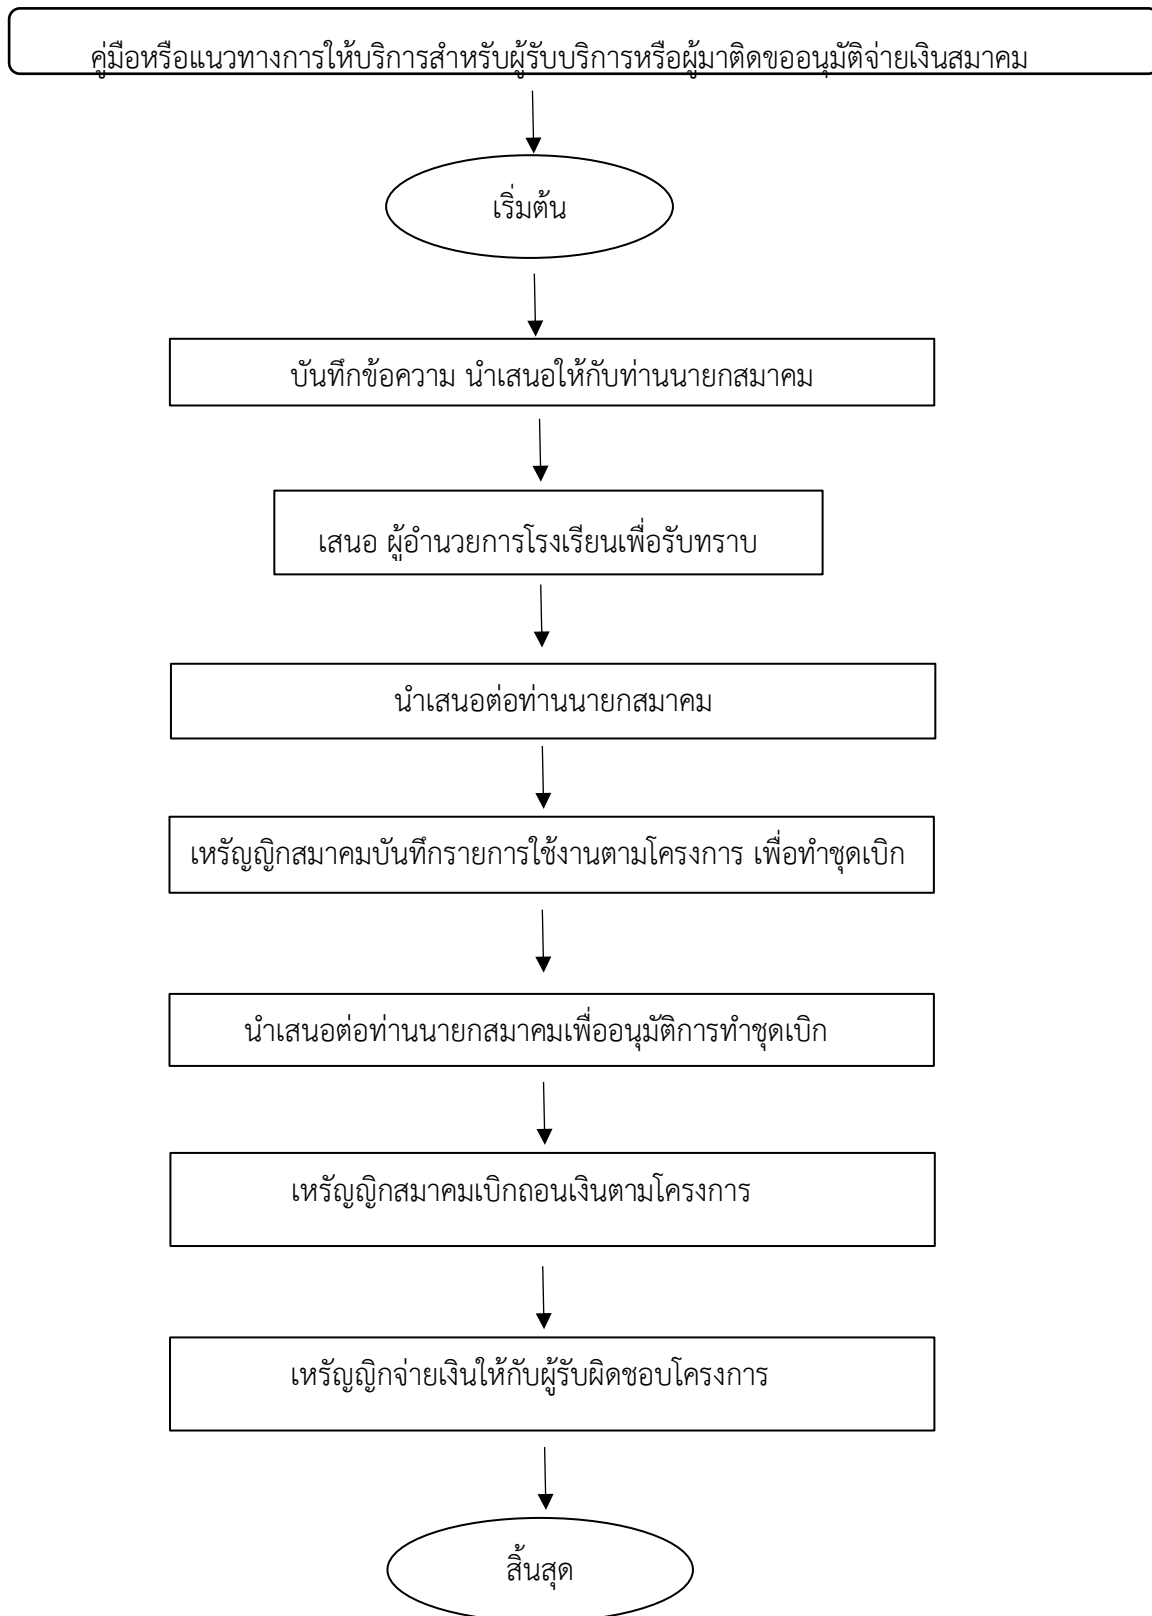 คู่มือหรือแนวทางการให้บริการสำหรับผู้รับบริการหรือผู้มาติดขออนุมัติจ่ายเงินสมาคม
เริ่มต้น
บันทึกข้อความ นำเสนอให้กับท่านนายกสมาคม
เสนอ ผู้อำนวยการโรงเรียนเพื่อรับทราบ
นำเสนอต่อท่านนายกสมาคม
เหรัญญิกสมาคมบันทึกรายการใช้งานตามโครงการ เพื่อทำชุดเบิก
นำเสนอต่อท่านนายกสมาคมเพื่ออนุมัติการทำชุดเบิก
เหรัญญิกสมาคมเบิกถอนเงินตามโครงการ
เหรัญญิกจ่ายเงินให้กับผู้รับผิดชอบโครงการ
สิ้นสุด